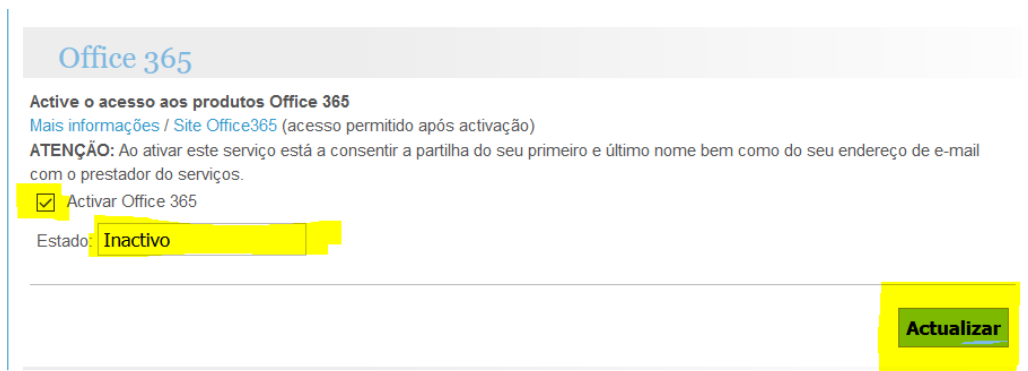 Office 365
Active o acesso aos produtos Office 365
Mais informações / Site Office365 (acesso permitido após activação)
ATENÇÃO: Ao ativar este serviço está a consentir a partilha do seu primeiro e último nome bem como do seu endereço de e-mail
com o prestador do serviços.
Activar Office 365
Estado: Inactivo
Actualizar